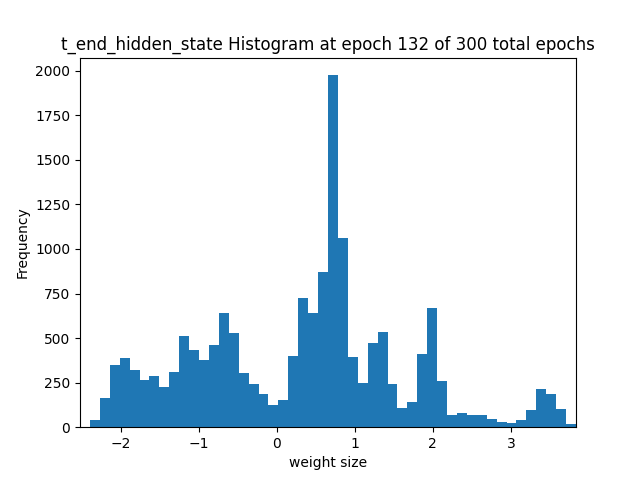 t_end_hidden_state Histogram at epoch 132 of 300 total epochs
2000
1750
1500
1250
1000
750
500
250
0
Frequency
−2 −1 0 1 2 3
weight size